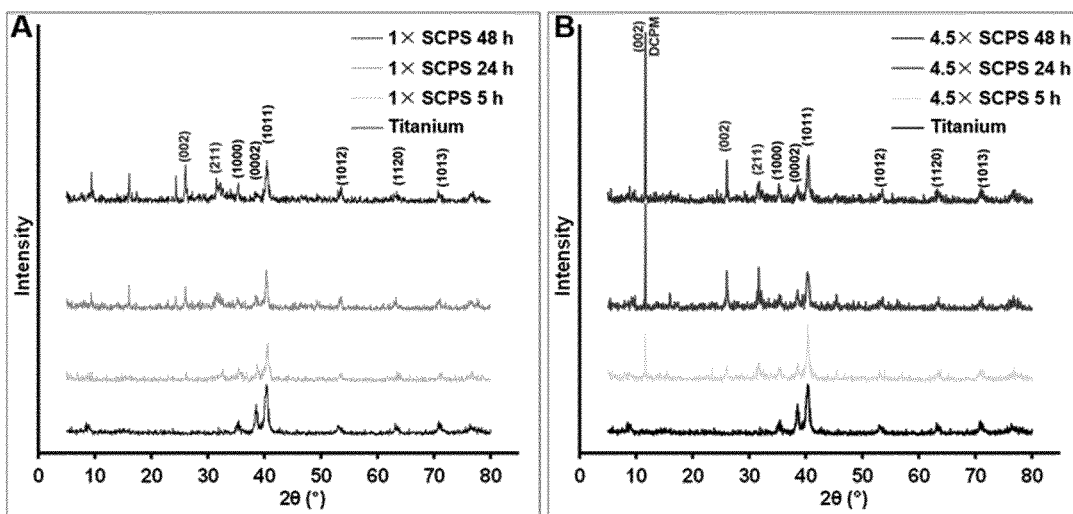 A
1× SCPS 48 h
1× SCPS 24 h
1× SCPS 5 h
Titanium
(002)
(211)
(1000)
(0002)
(1011)
(1012)
(1120)
(1013)
Intensity
0 10 20 30 40 50 60 70 80
2θ (°)
B
4.5× SCPS 48 h
4.5× SCPS 24 h
4.5× SCPS 5 h
Titanium
(002)
DCPM
(002)
(211)
(1000)
(0002)
(1011)
(1012)
(1120)
(1013)
Intensity
0 10 20 30 40 50 60 70 80
2θ (°)